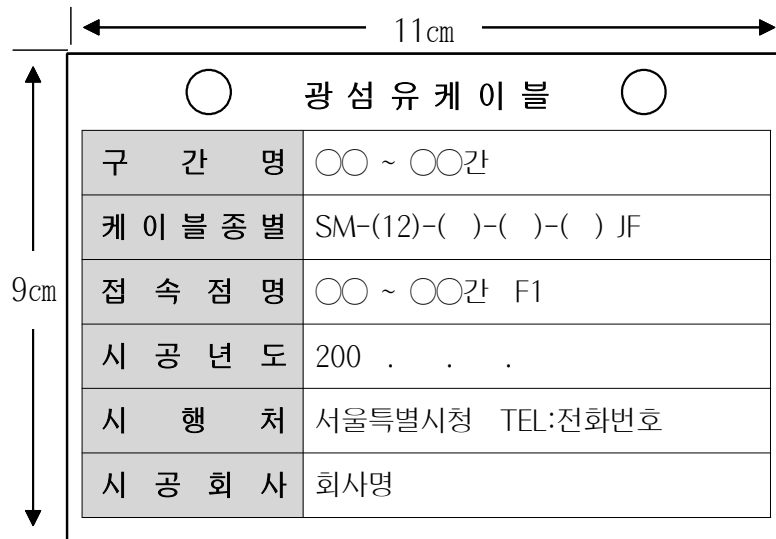 11cm
○ 광 섬 유 케 이 블 ○
구 간 명 ○○ ~ ○○간
케 이 블 종 별 SM-(12)-( )-( )-( ) JF
9cm
접 속 점 명 ○○ ~ ○○간 F1
시 공 년 도 200 . . .
시 행 처 서울특별시청 TEL:전화번호
시 공 회 사 회사명